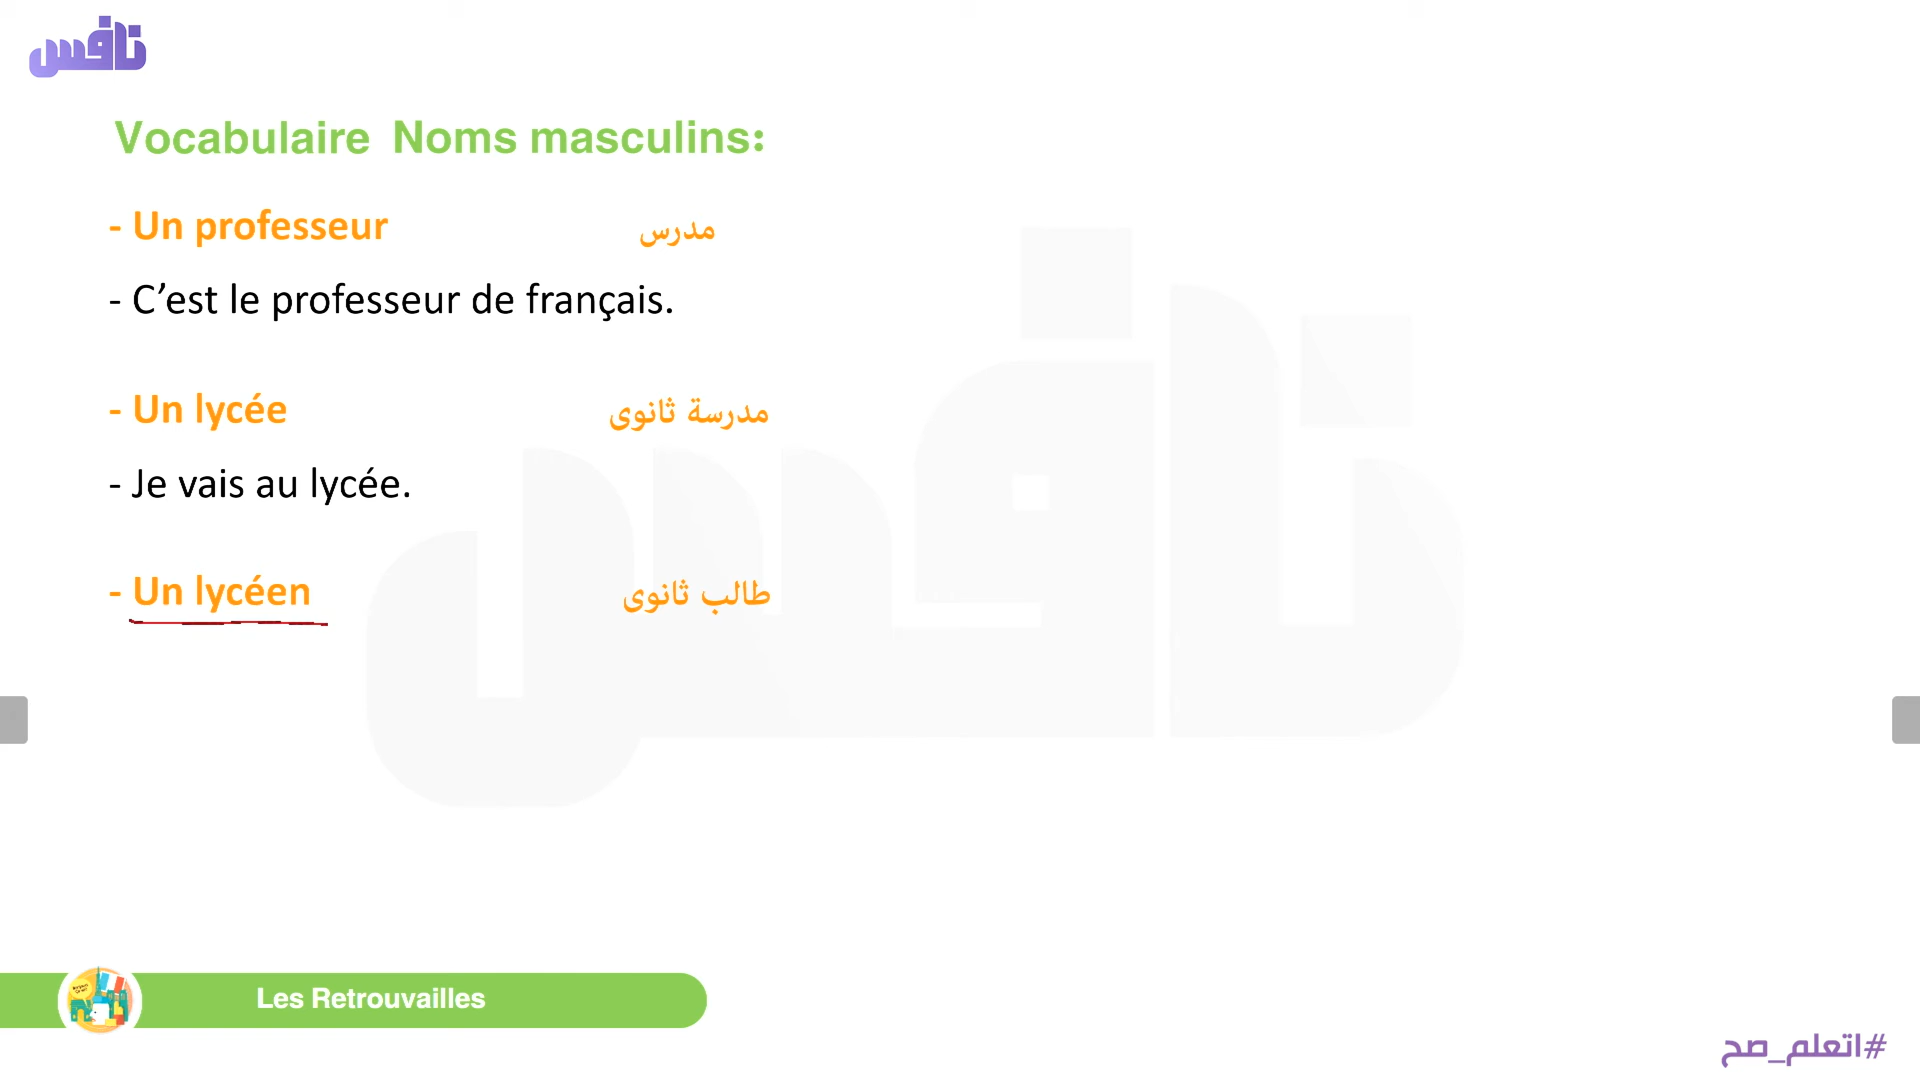 نافس
Vocabulaire Noms masculins:
- Un professeur مدرس
- C’est le professeur de français.
- Un lycée مدرسة ثانوى
- Je vais au lycée.
- Un lycéen طالب ثانوى
Les Retrouvailles
#اتعلم_صح